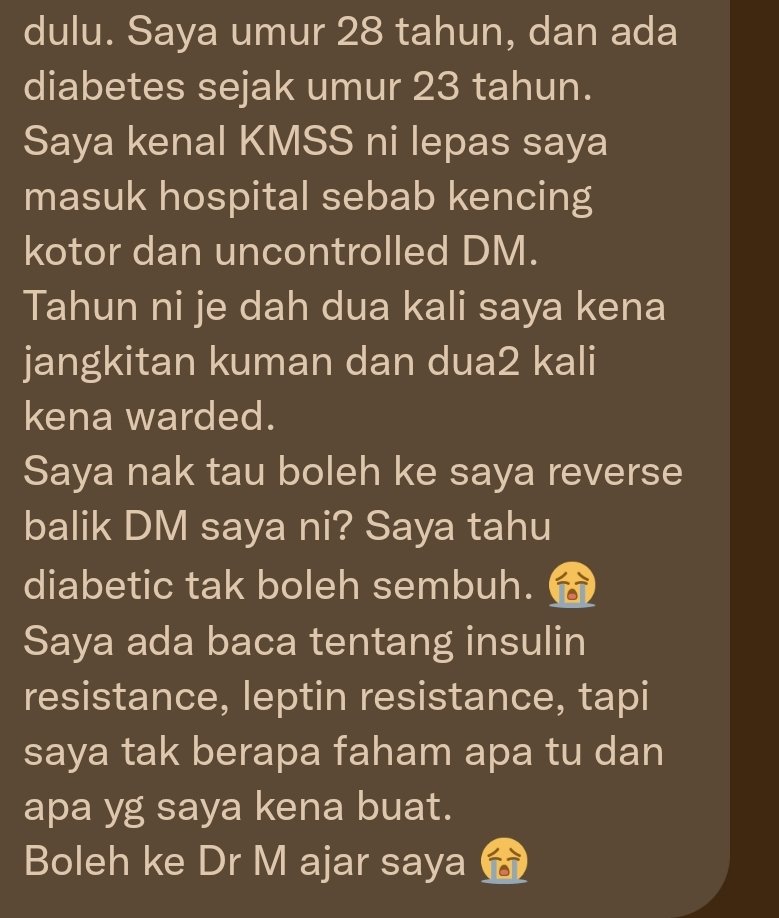 dulu. Saya umur 28 tahun, dan ada
diabetes sejak umur 23 tahun.
Saya kenal KMSS ni lepas saya
masuk hospital sebab kencing
kotor dan uncontrolled DM.
Tahun ni je dah dua kali saya kena
jangkitan kuman dan dua2 kali
kena warded.
Saya nak tau boleh ke saya reverse
balik DM saya ni? Saya tahu
diabetic tak boleh sembuh. 😭
Saya ada baca tentang insulin
resistance, leptin resistance, tapi
saya tak berapa faham apa tu dan
apa yg saya kena buat.
Boleh ke Dr M ajar saya 😭